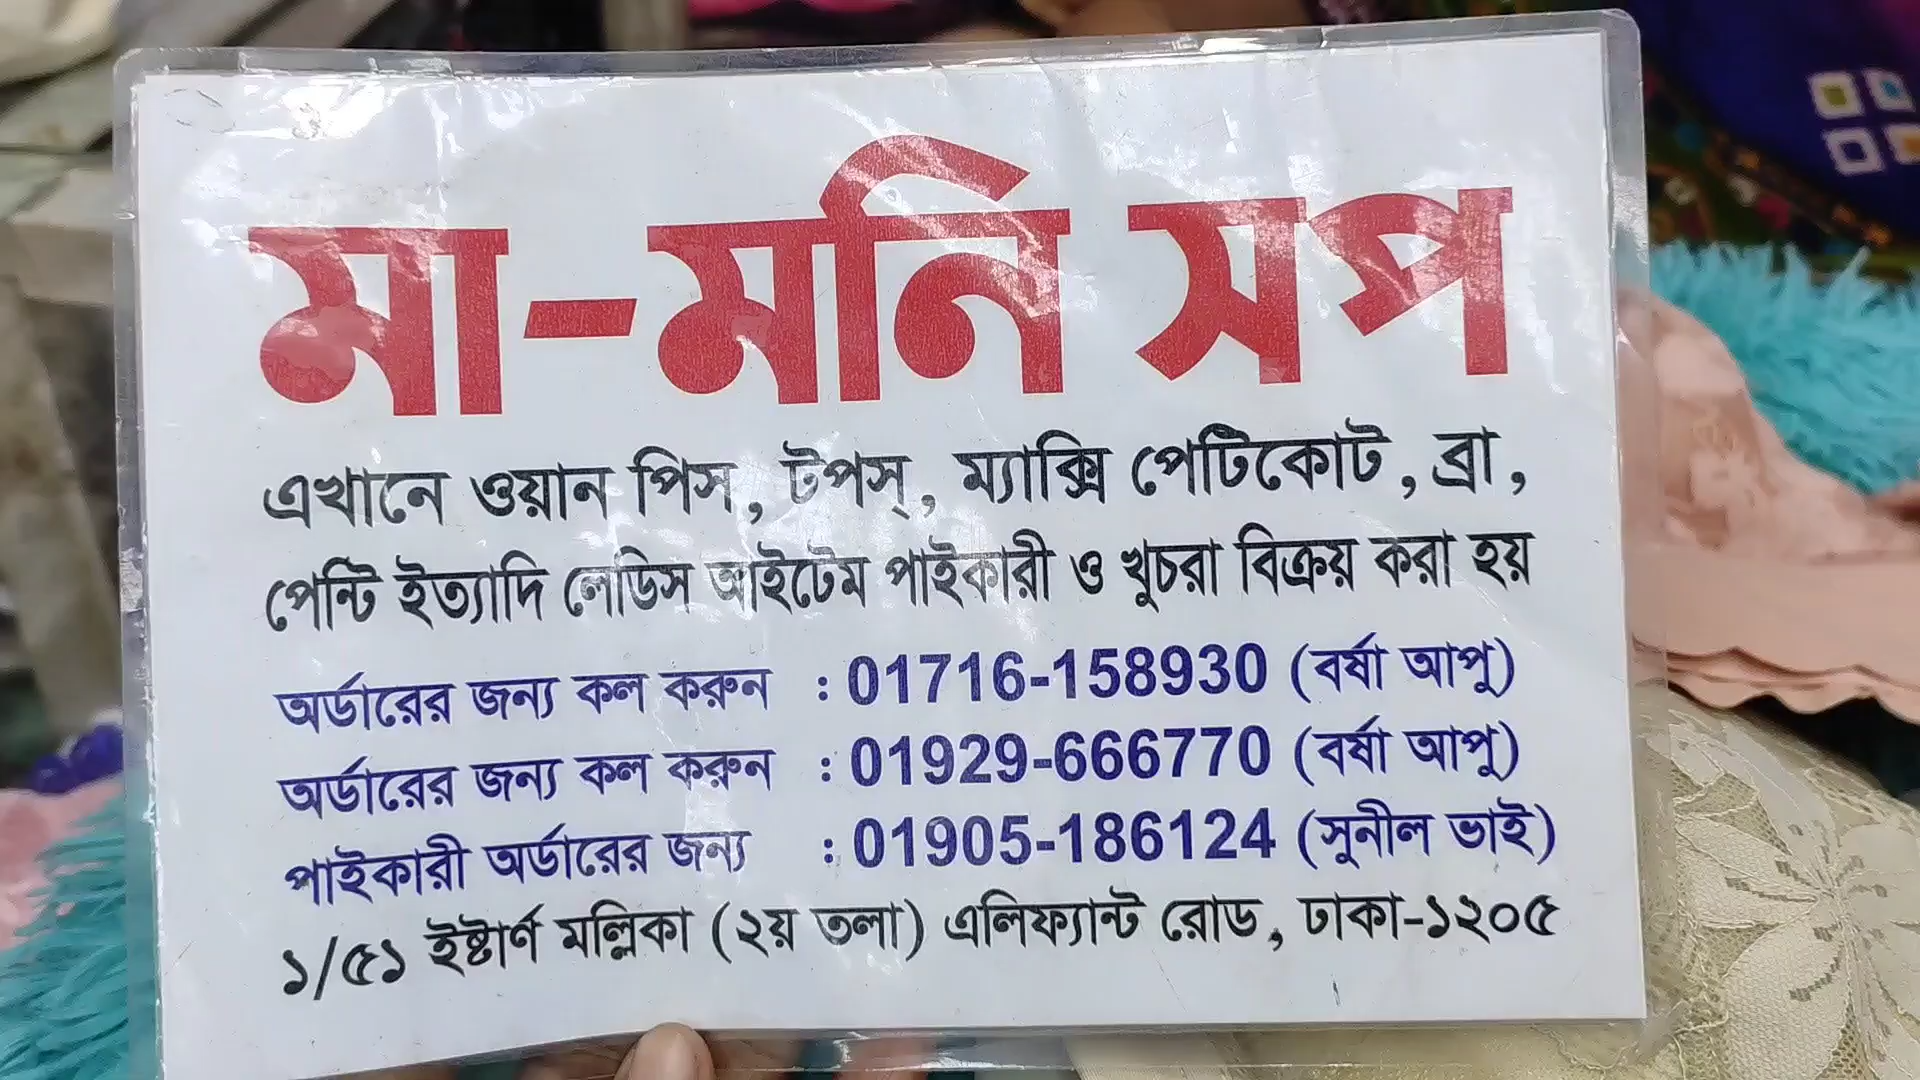 মা-মনি সপ
এখানে ওয়ান পিস, টপস্, ম্যাক্সি পেটিকোট, ব্রা,
পেন্টি ইত্যাদি লেডিস আইটেম পাইকারী ও খুচরা বিক্রয় করা হয়
অর্ডারের জন্য কল করুন : 01716-158930 (বর্ষা আপু)
অর্ডারের জন্য কল করুন : 01929-666770 (বর্ষা আপু)
পাইকারী অর্ডারের জন্য : 01905-186124 (সুনীল ভাই)
১/৫১ ইষ্টার্ণ মল্লিকা (২য় তলা) এলিফ্যান্ট রোড, ঢাকা-১২০৫